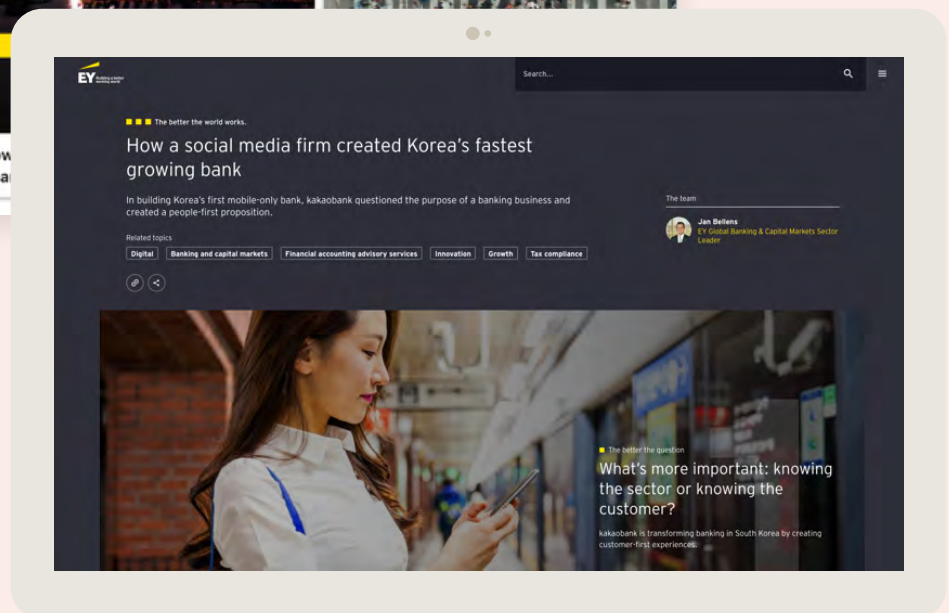 EY
Building a better
working world
Search...
The better the world works.
How a social media firm created Korea's fastest
growing bank
In building Korea's first mobile-only bank, kakaobank questioned the purpose of a banking business and
created a people-first proposition.
The team
Jan Bellens
EY Global Banking & Capital Markets Sector
Leader
Related topics
Digital
Banking and capital markets
Financial accounting advisory services
Innovation
Growth
Tax compliance
The better the question
What's more important: knowing
the sector or knowing the
customer?
kakaobank is transforming banking in South Korea by creating
customer-first experiences.